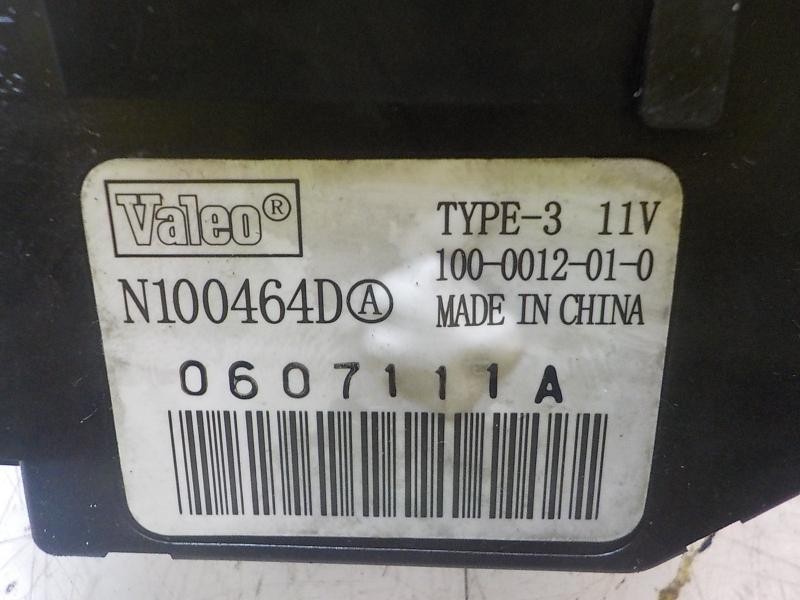 Valeo®
N100464DⒶ
TYPE-3 11V
100-0012-01-0
MADE IN CHINA
0607111A